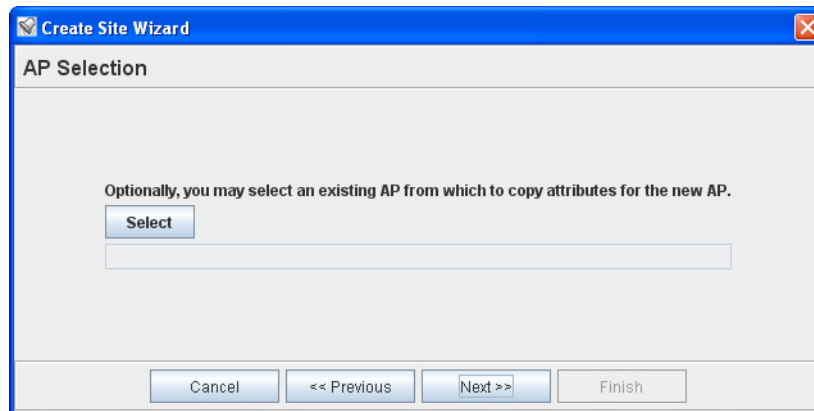 Create Site Wizard
AP Selection
Optionally, you may select an existing AP from which to copy attributes for the new AP.
Select
Cancel << Previous Next >> Finish